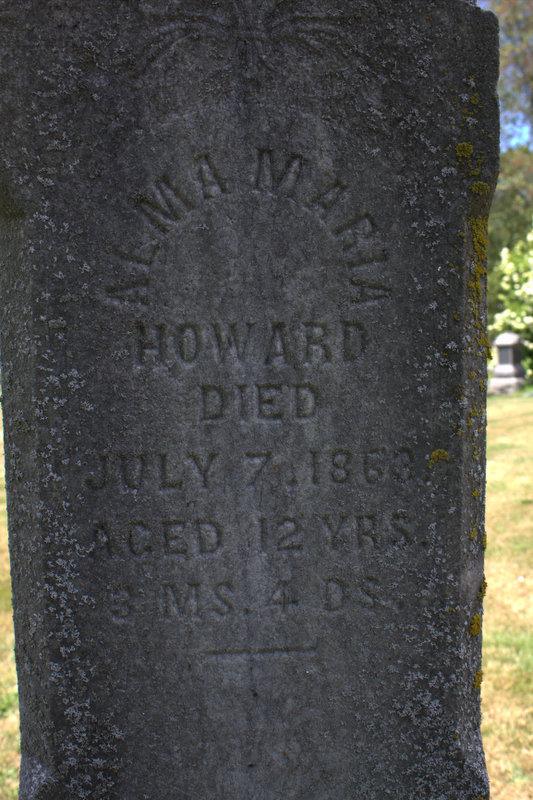 ALMA MARIA
HOWARD
DIED
JULY 7, 1863.
AGED 12 YRS.
3 MS. 4 DS.